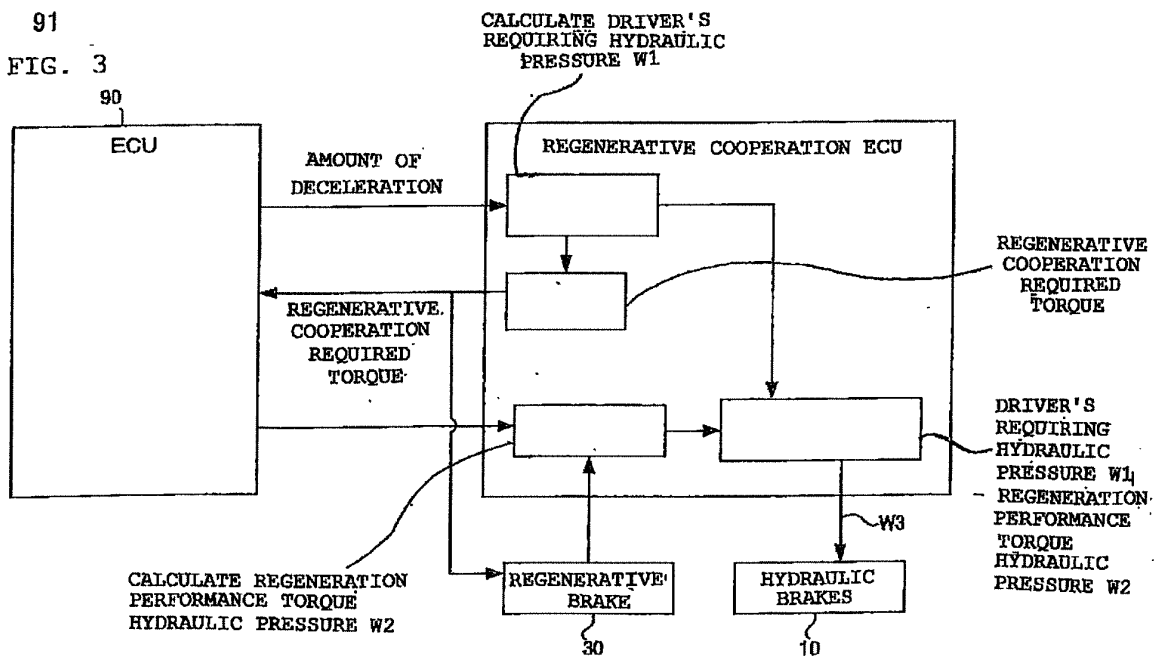 91
FIG. 3
CALCULATE DRIVER'S
REQUIRING HYDRAULIC
PRESSURE W1
90
ECU
AMOUNT OF
DECELERATION
REGENERATIVE COOPERATION ECU
REGENERATIVE
COOPERATION
REQUIRED
TORQUE
REGENERATIVE
COOPERATION
REQUIRED
TORQUE
DRIVER'S
REQUIRING
HYDRAULIC
PRESSURE W1
REGENERATION
PERFORMANCE
TORQUE
HYDRAULIC
PRESSURE W2
W3
CALCULATE REGENERATION
PERFORMANCE TORQUE
HYDRAULIC PRESSURE W2
REGENERATIVE
BRAKE
HYDRAULIC
BRAKES
30
10